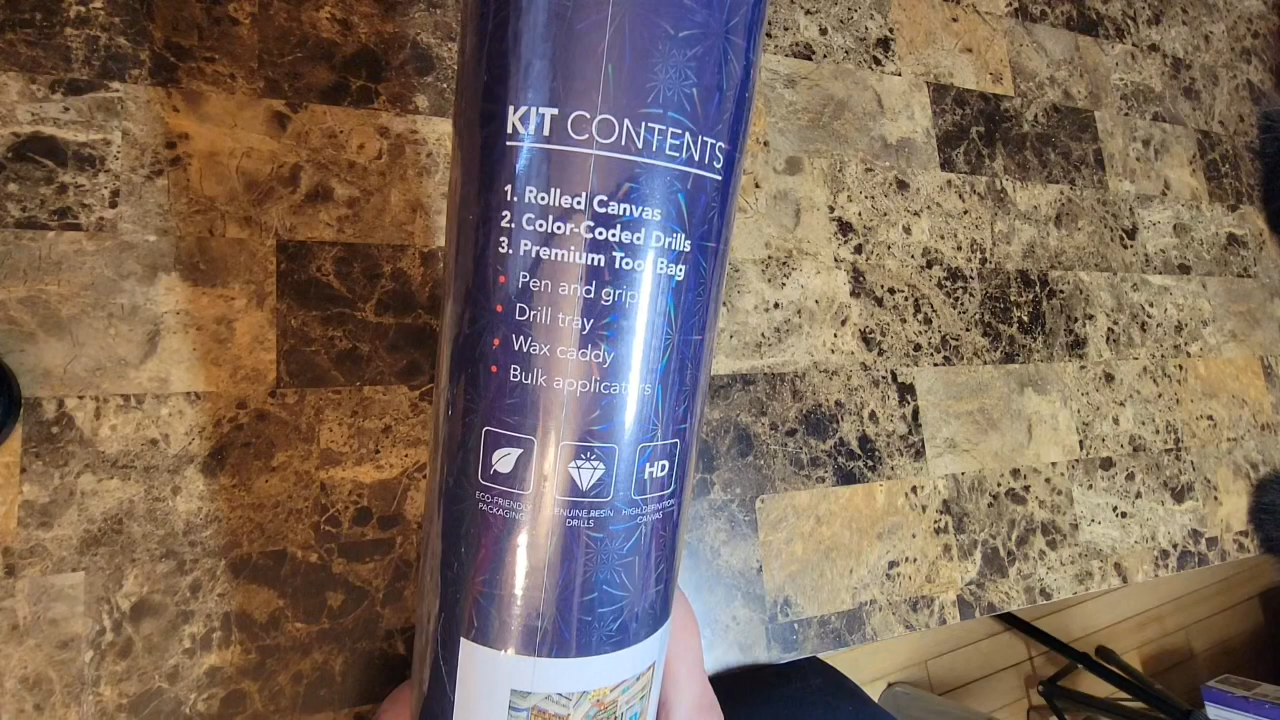 KIT CONTENTS
1. Rolled Canvas
2. Color-Coded Drills
3. Premium Tool Bag
• Pen and grip
• Drill tray
• Wax caddy
• Bulk applicators
HD
ECO-FRIENDLY
PACKAGING
ENUINE RESIN
DRILLS
HIGH DEFINITION
CANVAS